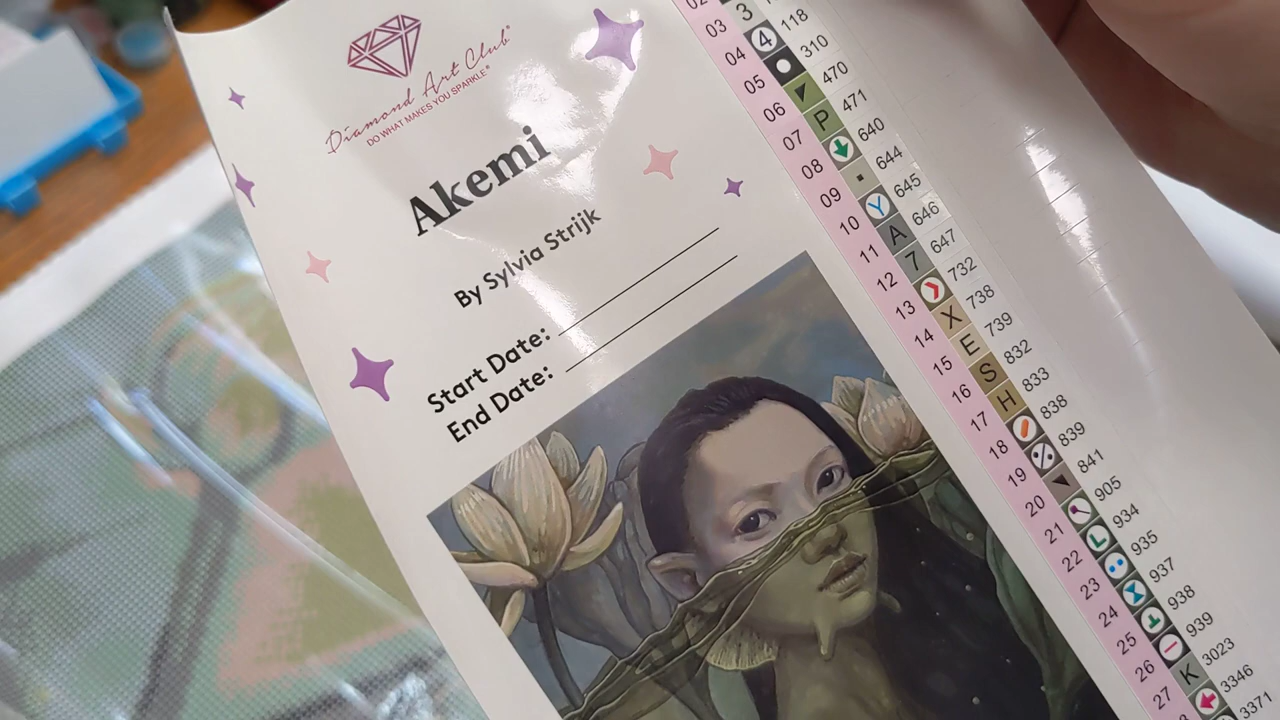 Diamond Art Club®
DO WHAT MAKES YOU SPARKLE®
Akemi
By Sylvia Strijk
Start Date:
End Date:
02
03 3
04 4 118
05 310
06 470
07 P 471
08 640
09 644
10 Y 645
11 A 646
12 7 647
13 732
14 X 738
15 E 739
16 S 832
17 H 833
18 838
19 839
20 841
21 905
22 L 934
23 935
24 937
25 938
26 939
27 K 3023
3346
3371